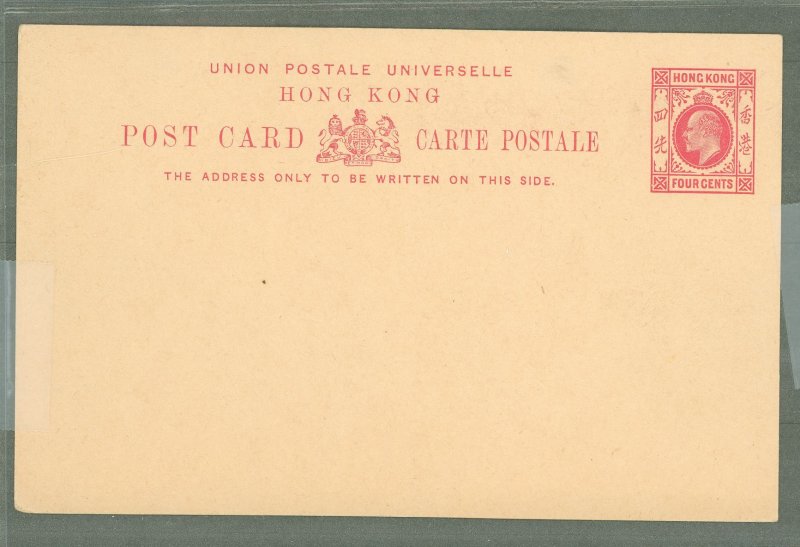 UNION POSTALE UNIVERSELLE
HONG KONG
POST CARD CARTE POSTALE
THE ADDRESS ONLY TO BE WRITTEN ON THIS SIDE.
HONG KONG
香港
四先
FOUR CENTS